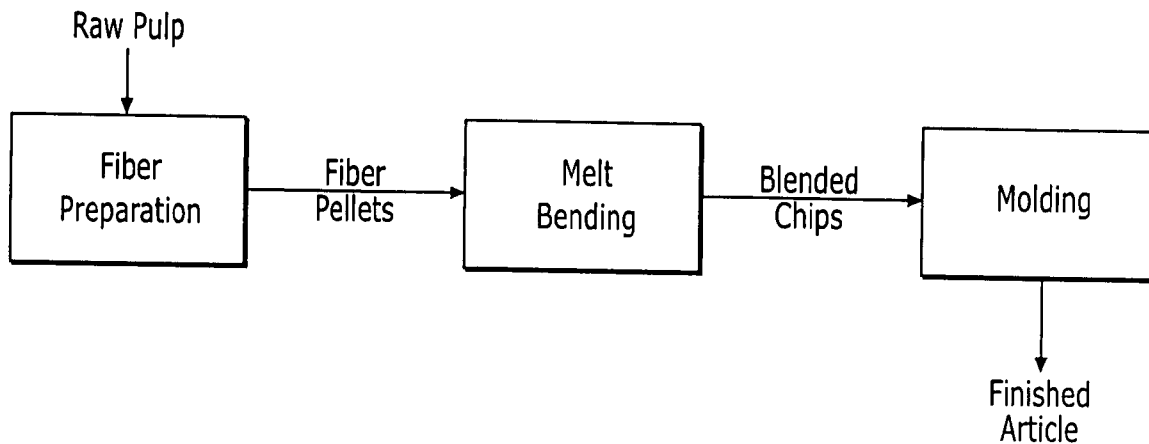 Raw Pulp
Fiber
Preparation
Fiber
Pellets
Melt
Bending
Blended
Chips
Molding
Finished
Article